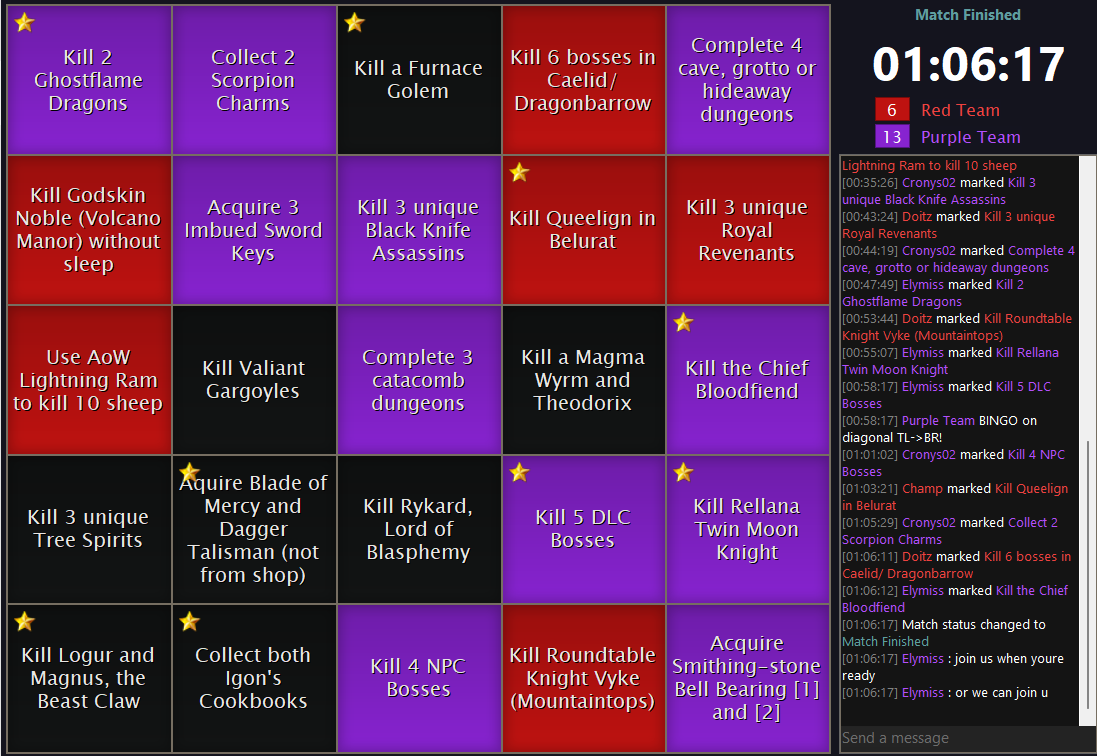 Kill 2
Ghostflame
Dragons
Collect 2
Scorpion
Charms
Kill a Furnace
Golem
Kill 6 bosses in
Caelid/
Dragonbarrow
Complete 4
cave, grotto or
hideaway
dungeons
Kill Godskin
Noble (Volcano
Manor) without
sleep
Acquire 3
Imbued Sword
Keys
Kill 3 unique
Black Knife
Assassins
Kill Queelign in
Belurat
Kill 3 unique
Royal
Revenants
Use AoW
Lightning Ram
to kill 10 sheep
Kill Valiant
Gargoyles
Complete 3
catacomb
dungeons
Kill a Magma
Wyrm and
Theodorix
Kill the Chief
Bloodfiend
Kill 3 unique
Tree Spirits
Aquire Blade of
Mercy and
Dagger
Talisman (not
from shop)
Kill Rykard,
Lord of
Blasphemy
Kill 5 DLC
Bosses
Kill Rellana
Twin Moon
Knight
Kill Logur and
Magnus, the
Beast Claw
Collect both
Igon's
Cookbooks
Kill 4 NPC
Bosses
Kill Roundtable
Knight Vyke
(Mountaintops)
Acquire
Smithing-stone
Bell Bearing [1]
and [2]
Match Finished
01:06:17
6 Red Team
13 Purple Team
Lightning Ram to kill 10 sheep
[00:35:26] Cronys02 marked Kill 3
unique Black Knife Assassins
[00:43:24] Doitz marked Kill 3 unique
Royal Revenants
[00:44:19] Cronys02 marked Complete 4
cave, grotto or hideaway dungeons
[00:47:49] Elymiss marked Kill 2
Ghostflame Dragons
[00:53:44] Doitz marked Kill Roundtable
Knight Vyke (Mountaintops)
[00:55:07] Elymiss marked Kill Rellana
Twin Moon Knight
[00:58:17] Elymiss marked Kill 5 DLC
Bosses
[00:58:17] Purple Team BINGO on
diagonal TL->BR!
[01:01:02] Cronys02 marked Kill 4 NPC
Bosses
[01:03:21] Champ marked Kill Queelign
in Belurat
[01:05:29] Cronys02 marked Collect 2
Scorpion Charms
[01:06:11] Doitz marked Kill 6 bosses in
Caelid/ Dragonbarrow
[01:06:12] Elymiss marked Kill the Chief
Bloodfiend
[01:06:17] Match status changed to
Match Finished
[01:06:17] Elymiss : join us when youre
ready
[01:06:17] Elymiss : or we can join u
Send a message